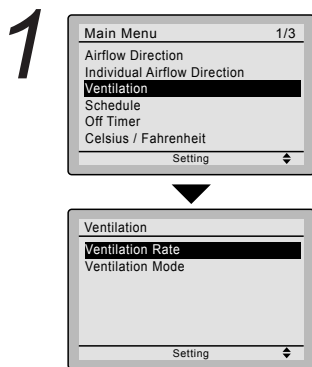 1
Main Menu 1/3
Airflow Direction
Individual Airflow Direction
Ventilation
Schedule
Off Timer
Celsius / Fahrenheit
Setting
Ventilation
Ventilation Rate
Ventilation Mode
Setting